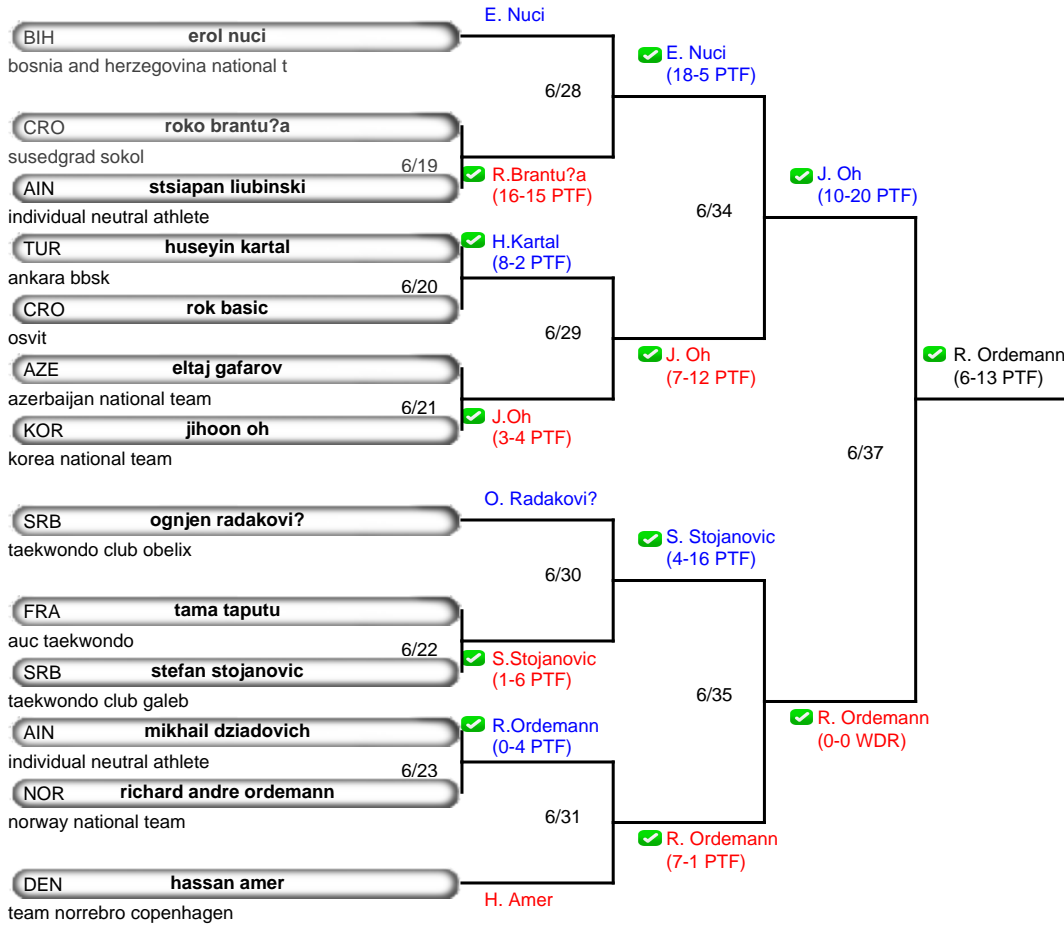 E. Nuci
BIH erol nuci
bosnia and herzegovina national t
E. Nuci
(18-5 PTF)
6/28
CRO roko brantu?a
susedgrad sokol
6/19
R.Brantu?a
(16-15 PTF)
AIN stsiapan liubinski
individual neutral athlete
J. Oh
(10-20 PTF)
6/34
TUR huseyin kartal
ankara bbsk
H.Kartal
(8-2 PTF)
6/20
CRO rok basic
osvit
6/29
J. Oh
(7-12 PTF)
AZE eltaj gafarov
azerbaijan national team
6/21
J.Oh
(3-4 PTF)
KOR jihoon oh
korea national team
R. Ordemann
(6-13 PTF)
6/37
O. Radakovi?
SRB ognjen radakovi?
taekwondo club obelix
S. Stojanovic
(4-16 PTF)
6/30
FRA tama taputu
auc taekwondo
6/22
S.Stojanovic
(1-6 PTF)
SRB stefan stojanovic
taekwondo club galeb
6/35
R. Ordemann
(0-0 WDR)
AIN mikhail dziadovich
individual neutral athlete
R.Ordemann
(0-4 PTF)
6/23
NOR richard andre ordemann
norway national team
6/31
R. Ordemann
(7-1 PTF)
DEN hassan amer
team norrebro copenhagen
H. Amer